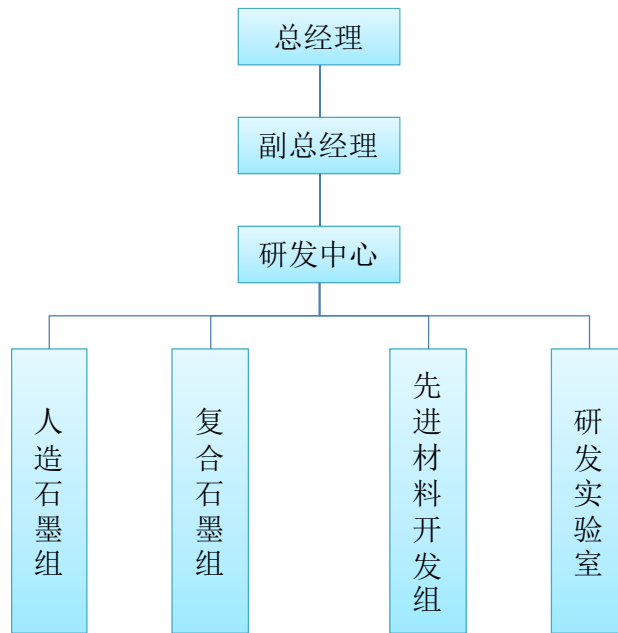 总经理
副总经理
研发中心
人造石墨组
复合石墨组
先进材料开发组
研发实验室